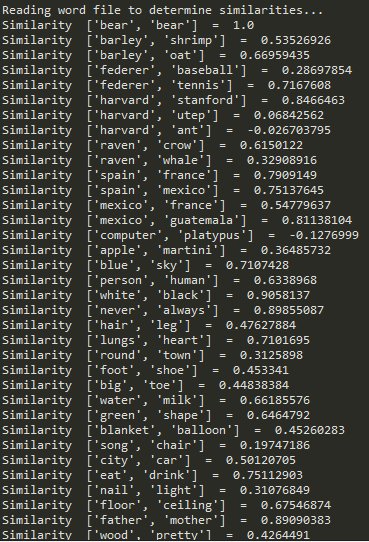 Reading word file to determine similarities...
Similarity ['bear', 'bear'] = 1.0
Similarity ['barley', 'shrimp'] = 0.53526926
Similarity ['barley', 'oat'] = 0.66959435
Similarity ['federer', 'baseball'] = 0.28697854
Similarity ['federer', 'tennis'] = 0.7167608
Similarity ['harvard', 'stanford'] = 0.8466463
Similarity ['harvard', 'utep'] = 0.06842562
Similarity ['harvard', 'ant'] = -0.026703795
Similarity ['raven', 'crow'] = 0.6150122
Similarity ['raven', 'whale'] = 0.32908916
Similarity ['spain', 'france'] = 0.7909149
Similarity ['spain', 'mexico'] = 0.75137645
Similarity ['mexico', 'france'] = 0.54779637
Similarity ['mexico', 'guatemala'] = 0.81138104
Similarity ['computer', 'platypus'] = -0.1276999
Similarity ['apple', 'martini'] = 0.36485732
Similarity ['blue', 'sky'] = 0.7107428
Similarity ['person', 'human'] = 0.6338968
Similarity ['white', 'black'] = 0.9058137
Similarity ['never', 'always'] = 0.89855087
Similarity ['hair', 'leg'] = 0.47627884
Similarity ['lungs', 'heart'] = 0.7101695
Similarity ['round', 'town'] = 0.3125898
Similarity ['foot', 'shoe'] = 0.453341
Similarity ['big', 'toe'] = 0.44838384
Similarity ['water', 'milk'] = 0.66185576
Similarity ['green', 'shape'] = 0.6464792
Similarity ['blanket', 'balloon'] = 0.45260283
Similarity ['song', 'chair'] = 0.19747186
Similarity ['city', 'car'] = 0.50120705
Similarity ['eat', 'drink'] = 0.75112903
Similarity ['nail', 'light'] = 0.31076849
Similarity ['floor', 'ceiling'] = 0.67546874
Similarity ['father', 'mother'] = 0.89090383
Similarity ['wood', 'pretty'] = 0.4264491